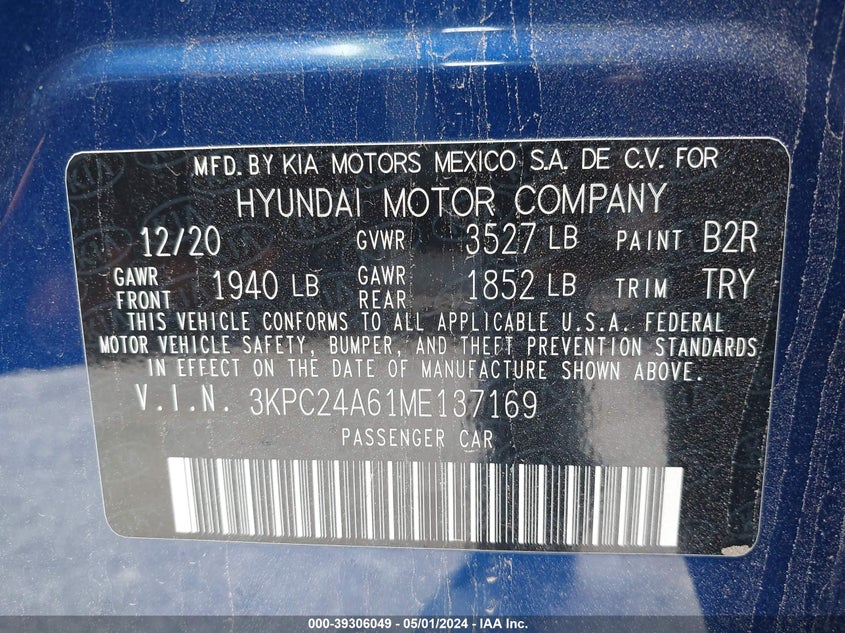 MFD. BY KIA MOTORS MEXICO S.A. DE C.V. FOR
HYUNDAI MOTOR COMPANY
12/20 GVWR 3527 LB PAINT B2R
GAWR FRONT 1940 LB GAWR REAR 1852 LB TRIM TRY
THIS VEHICLE CONFORMS TO ALL APPLICABLE U.S.A. FEDERAL
MOTOR VEHICLE SAFETY, BUMPER, AND THEFT PREVENTION STANDARDS
IN EFFECT ON THE DATE OF MANUFACTURE SHOWN ABOVE.
V.I.N. 3KPC24A61ME137169
PASSENGER CAR
000-39306049 - 05/01/2024 - IAA Inc.